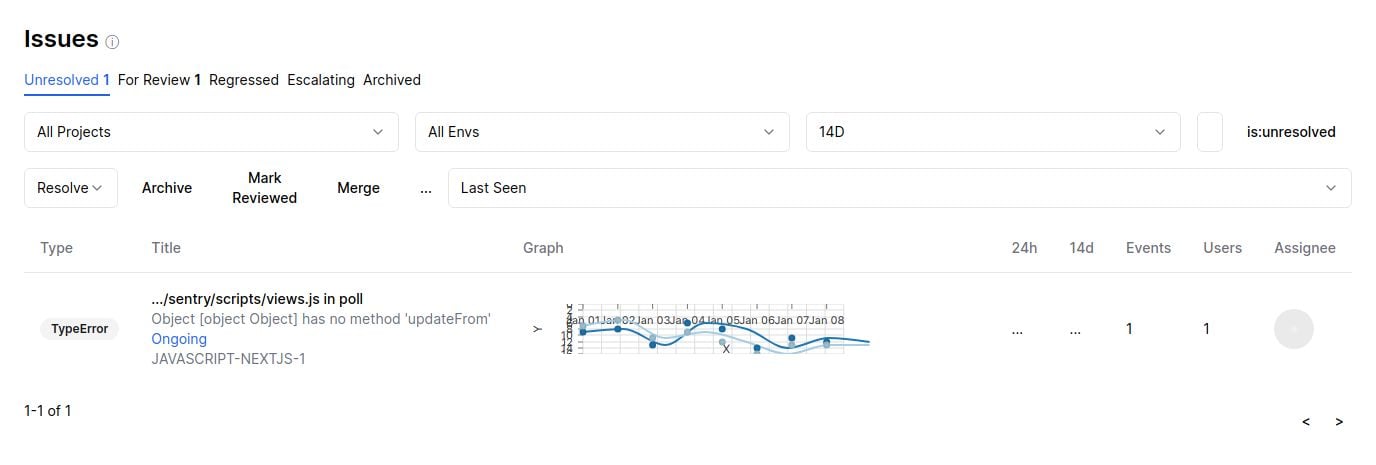 Issues
Unresolved 1 For Review 1 Regressed Escalating Archived
All Projects All Envs 14D is:unresolved
Resolve Archive Mark Reviewed Merge ... Last Seen
Type Title Graph 24h 14d Events Users Assignee
.../sentry/scripts/views.js in poll
Object [object Object] has no method 'updateFrom'
TypeError
Ongoing
JAVASCRIPT-NEXTJS-1
Jan 01 Jan 02 Jan 03 Jan 04 Jan 05 Jan 06 Jan 07 Jan 08
Y
X
... ... 1 1
1-1 of 1
< >